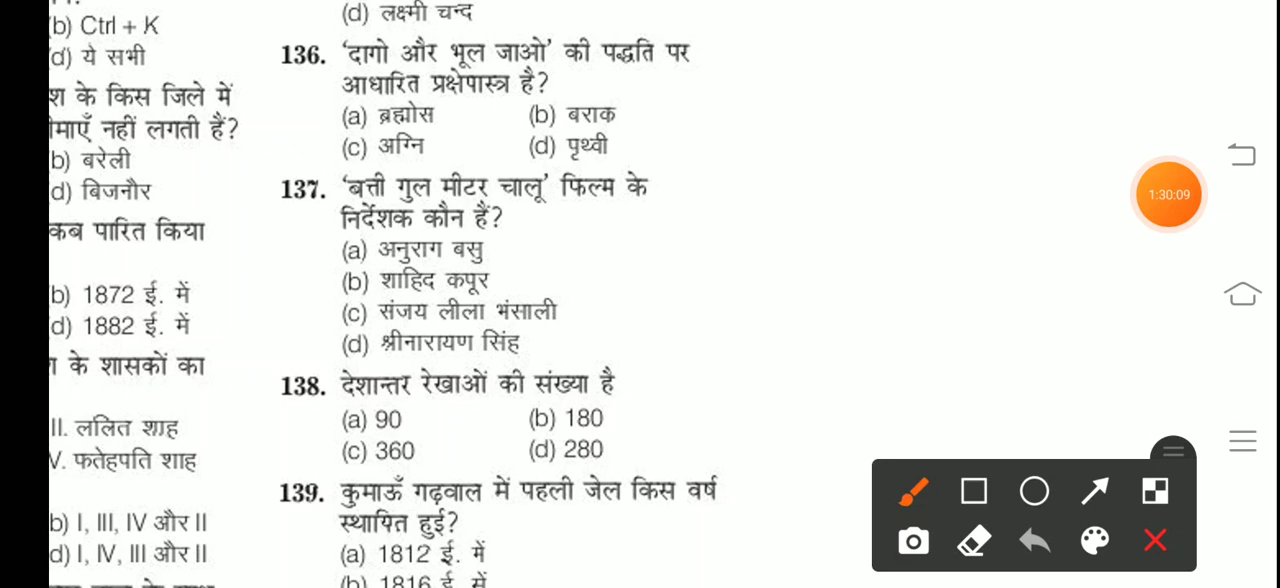 b) Ctrl + K
d) ये सभी
श के किस जिले में
ीमाएँ नहीं लगती हैं?
b) बरेली
d) बिजनौर
कब पारित किया
b) 1872 ई. में
d) 1882 ई. में
के शासकों का
II. ललित शाह
V. फतेहपति शाह
b) I, III, IV और II
d) I, IV, III और II
(d) लक्ष्मी चन्द
136. 'दागो और भूल जाओ' की पद्धति पर
आधारित प्रक्षेपास्त्र है?
(a) ब्रह्मोस (b) बराक
(c) अग्नि (d) पृथ्वी
137. 'बत्ती गुल मीटर चालू' फिल्म के
निर्देशक कौन हैं?
(a) अनुराग बसु
(b) शाहिद कपूर
(c) संजय लीला भंसाली
(d) श्रीनारायण सिंह
138. देशान्तर रेखाओं की संख्या है
(a) 90 (b) 180
(c) 360 (d) 280
139. कुमाऊँ गढ़वाल में पहली जेल किस वर्ष
स्थापित हुई?
(a) 1812 ई. में
(b) 1816 ई. में
1:30:09